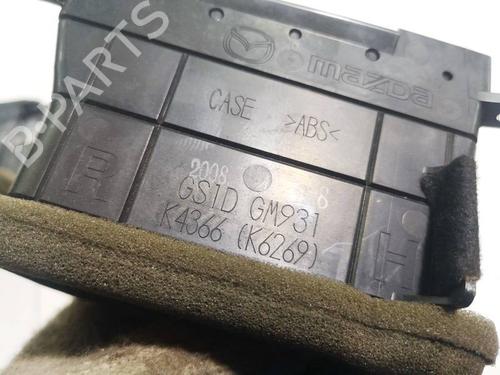 B-PARTS
mazda
CASE >ABS<
R
2008
GS1D GM931
K4366 (K6269)